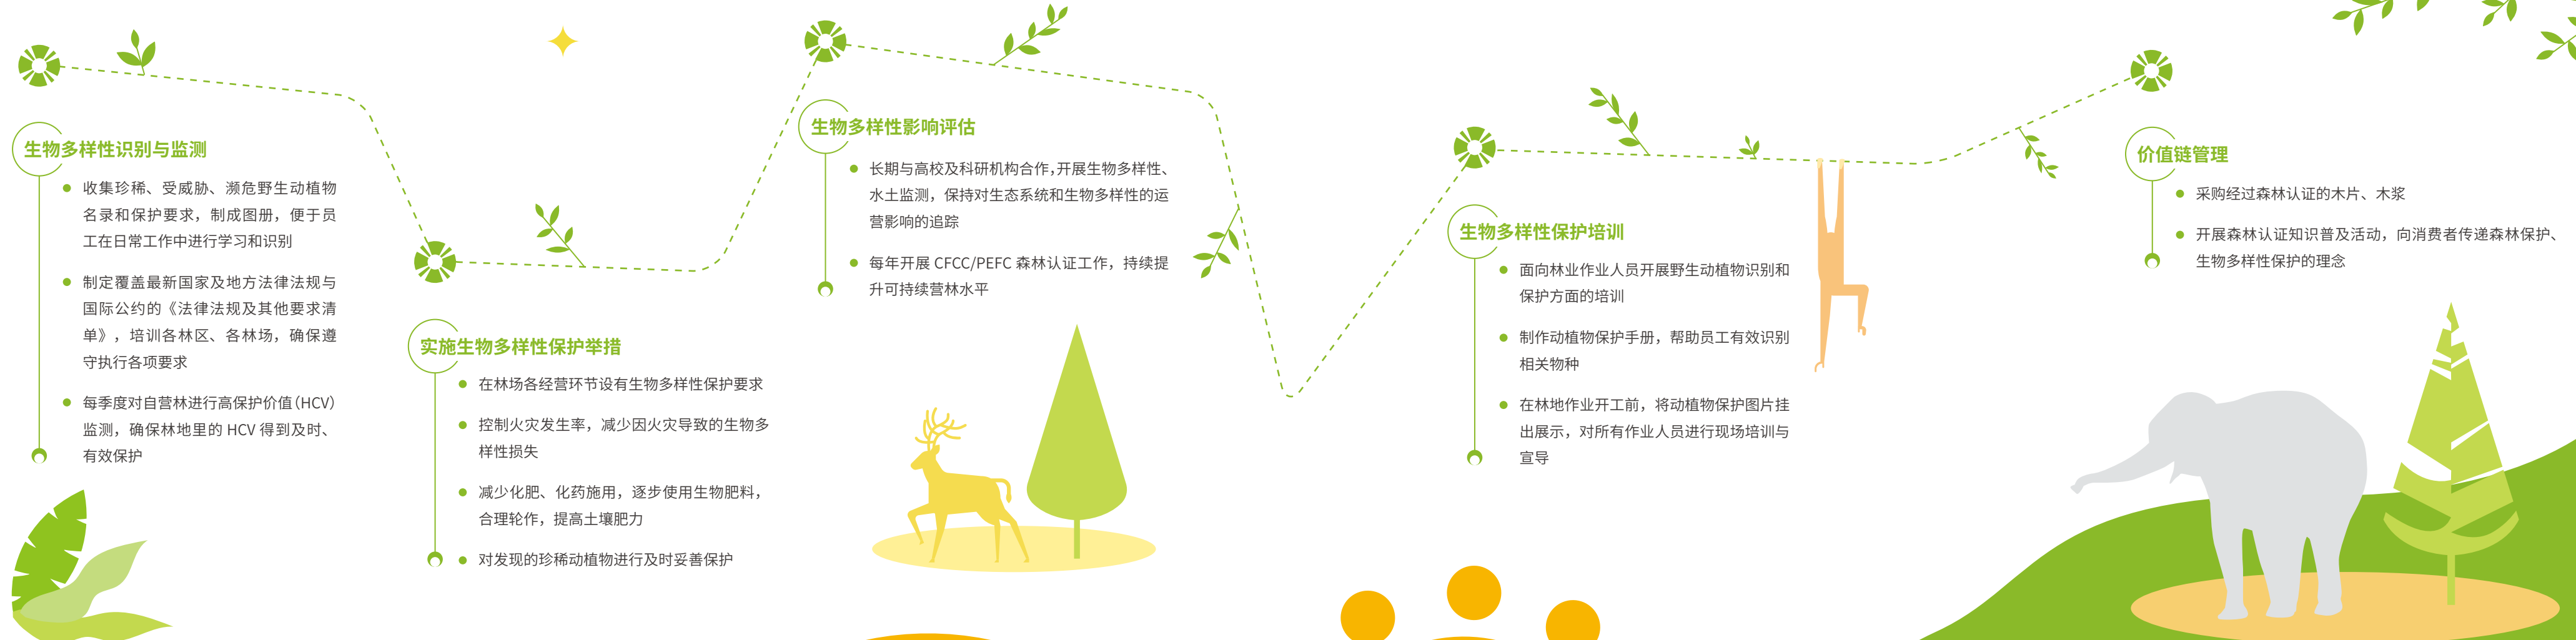 生物多样性识别与监测
收集珍稀、受威胁、濒危野生动植物
名录和保护要求，制成图册，便于员
工在日常工作中进行学习和识别
制定覆盖最新国家及地方法律法规与
国际公约的《法律法规及其他要求清
单》，培训各林区、各林场，确保遵
守执行各项要求
每季度对自营林进行高保护价值（HCV）
监测，确保林地里的 HCV 得到及时、
有效保护
实施生物多样性保护举措
在林场各经营环节设有生物多样性保护要求
控制火灾发生率，减少因火灾导致的生物多
样性损失
减少化肥、化药施用，逐步使用生物肥料，
合理轮作，提高土壤肥力
对发现的珍稀动植物进行及时妥善保护
生物多样性影响评估
长期与高校及科研机构合作，开展生物多样性、
水土监测，保持对生态系统和生物多样性的运
营影响的追踪
每年开展 CFCC/PEFC 森林认证工作，持续提
升可持续营林水平
生物多样性保护培训
面向林业作业人员开展野生动植物识别和
保护方面的培训
制作动植物保护手册，帮助员工有效识别
相关物种
在林地作业开工前，将动植物保护图片挂
出展示，对所有作业人员进行现场培训与
宣导
价值链管理
采购经过森林认证的木片、木浆
开展森林认证知识普及活动，向消费者传递森林保护、
生物多样性保护的理念